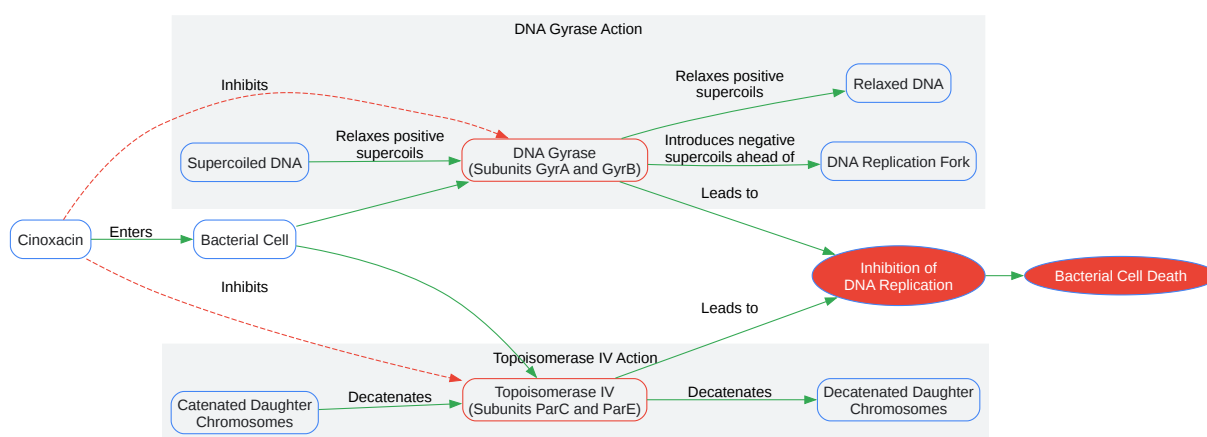 DNA Gyrase Action
Inhibits
Relaxes positive
supercoils
Relaxed DNA
Relaxes positive
supercoils
Supercoiled DNA
DNA Gyrase
(Subunits GyrA and GyrB)
Introduces negative
supercoils ahead of
DNA Replication Fork
Leads to
Cinoxacin
Enters
Bacterial Cell
Inhibition of
DNA Replication
Bacterial Cell Death
Inhibits
Leads to
Topoisomerase IV Action
Catenated Daughter
Chromosomes
Decatenates
Topoisomerase IV
(Subunits ParC and ParE)
Decatenates
Decatenated Daughter
Chromosomes